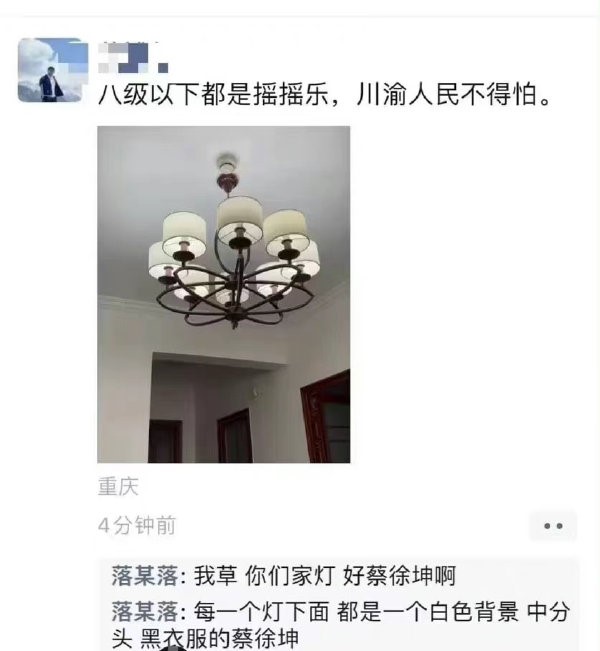 八级以下都是摇摇乐，川渝人民不得怕。
重庆
4分钟前
落某落: 我草 你们家灯 好蔡徐坤啊
落某落: 每一个灯下面 都是一个白色背景 中分
头 黑衣服的蔡徐坤